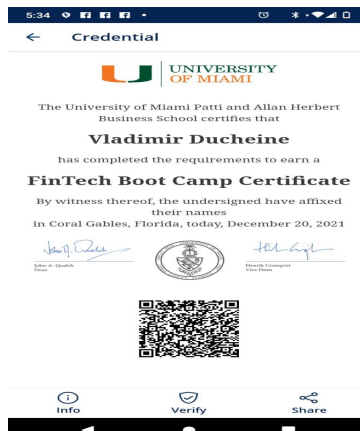 5:34
Credential
UNIVERSITY
OF MIAMI
The University of Miami Patti and Allan Herbert
Business School certifies that
Vladimir Ducheine
has completed the requirements to earn a
FinTech Boot Camp Certificate
By witness thereof, the undersigned have affixed
their names
in Coral Gables, Florida, today, December 20, 2021
John A. Quelch
Dean
Henrik Cronqvist
Vice Dean
Info
Verify
Share